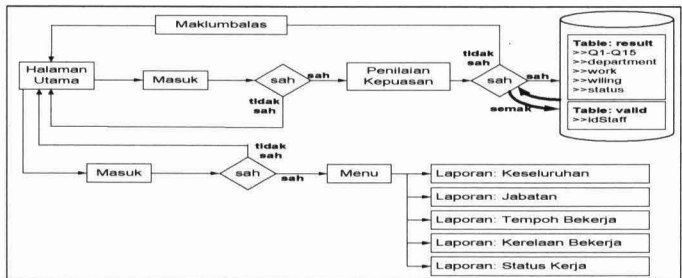 Maklumbalas
Halaman
Utama
Masuk
sah
sah
tidak
sah
Penilaian
Kepuasan
tidak
sah
sah
sah
semak
Table: result
>>Q1-Q15
>>department
>>work
>>wiling
>>status
Table: valid
>>idStaff
Masuk
tidak
sah
sah
sah
Menu
Laporan: Keseluruhan
Laporan: Jabatan
Laporan: Tempoh Bekerja
Laporan: Kerelaan Bekerja
Laporan: Status Kerja